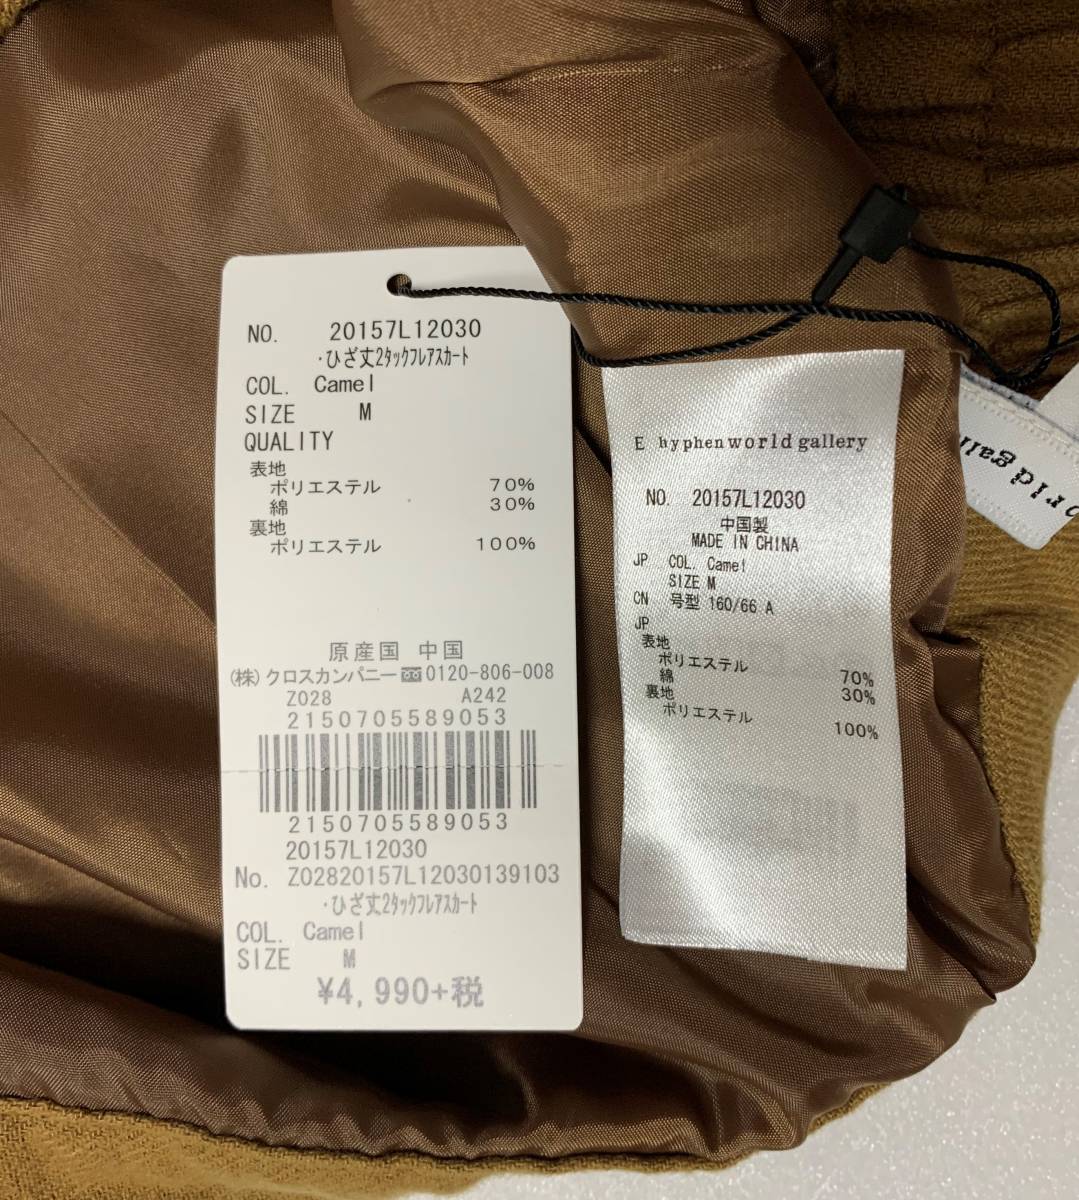 NO. 20157L12030
・ひざ丈2タックフレアスカート
COL. Camel
SIZE M
QUALITY
表地
ポリエステル 70%
綿 30%
裏地
ポリエステル 100%
原産国 中国
(株)クロスカンパニー 0120-806-008
Z028 A242
2150705589053
2150705589053
20157L12030
No. Z02820157L12030139103
・ひざ丈2タックフレアスカート
COL. Camel
SIZE M
¥4,990+税
E hyphen world gallery
NO. 20157L12030
中国製
MADE IN CHINA
JP COL. Camel
SIZE M
CN 号型 160/66 A
JP
表地
ポリエステル 70%
綿 30%
裏地
ポリエステル 100%